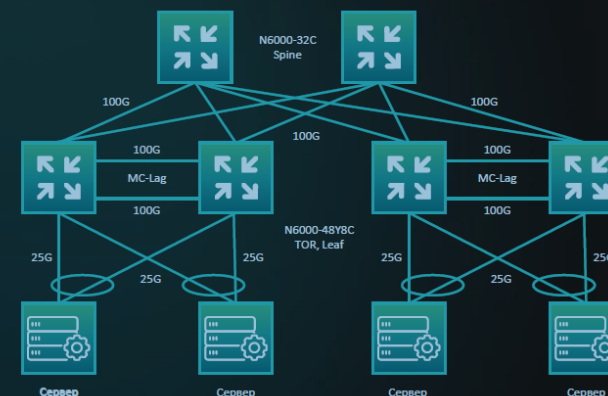 N6000-32C
Spine
100G
100G
100G
100G
100G
MC-Lag
MC-Lag
100G
100G
N6000-48Y8C
TOR, Leaf
25G
25G
25G
25G
25G
25G
Сервер
Сервер
Сервер
Сервер